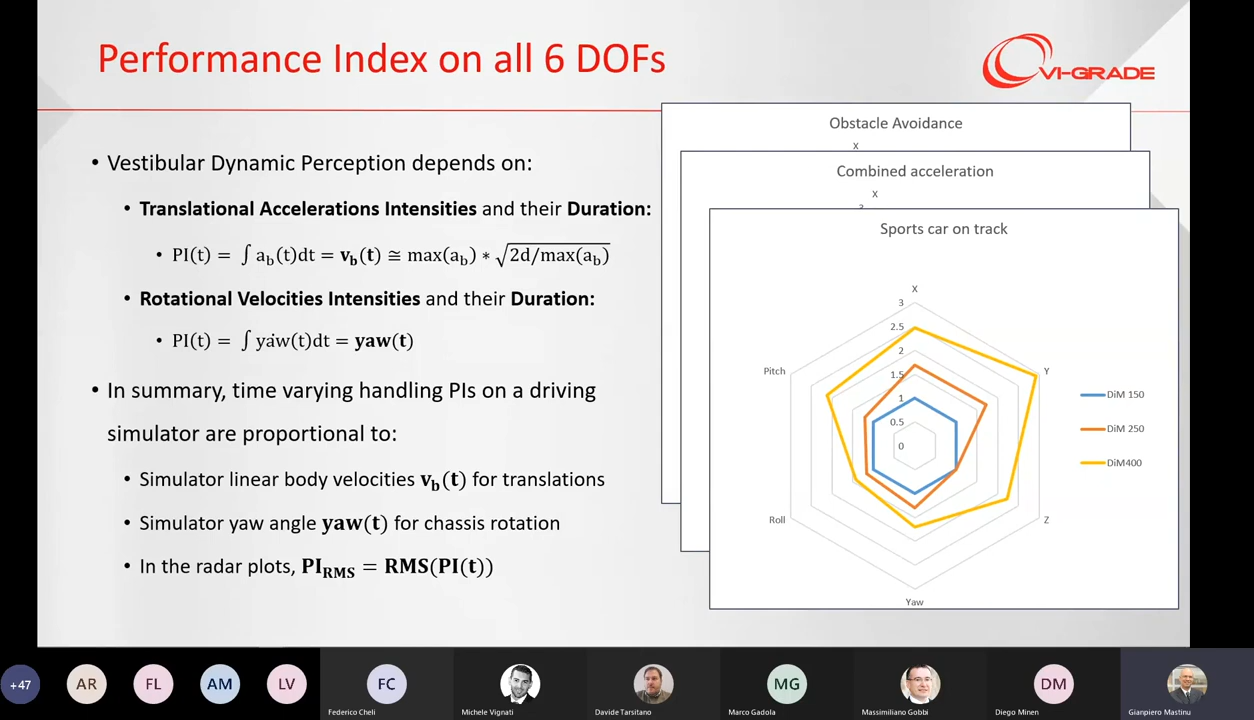 Performance Index on all 6 DOFs
VI-GRADE
• Vestibular Dynamic Perception depends on:
• Translational Accelerations Intensities and their Duration:
• PI(t) = ∫ a_b(t)dt = v_b(t) ≅ max(a_b) ∗ √2d/max(a_b)
• Rotational Velocities Intensities and their Duration:
• PI(t) = ∫ yȧw(t)dt = yaw(t)
• In summary, time varying handling PIs on a driving
simulator are proportional to:
• Simulator linear body velocities v_b(t) for translations
• Simulator yaw angle yaw(t) for chassis rotation
• In the radar plots, PI_RMS = RMS(PI(t))
Obstacle Avoidance
X
Combined acceleration
X
3
Sports car on track
X
3
2.5
2
1.5
1
0.5
0
Y
Z
Yaw
Roll
Pitch
DiM 150
DiM 250
DiM400
+47
AR
FL
AM
LV
FC
Federico Cheli
Michele Vignati
Davide Tarsitano
MG
Marco Gadola
Massimiliano Gobbi
DM
Diego Minen
Gianpiero Mastinu